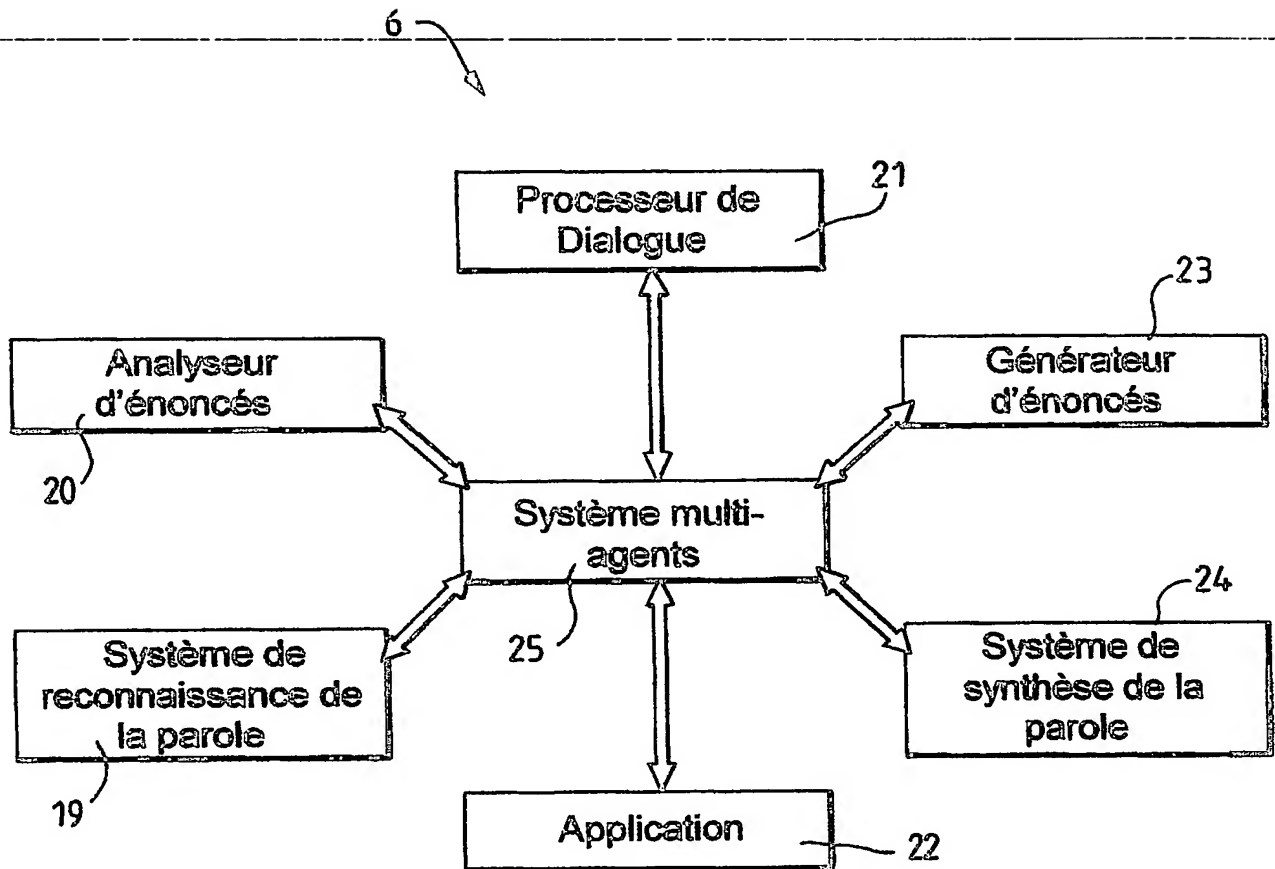 6
Processeur de
Dialogue
21
Analyseur
d'énoncés
20
Générateur
d'énoncés
23
Système multi-
agents
25
Système de
reconnaissance de
la parole
19
Système de
synthèse de la
parole
24
Application
22